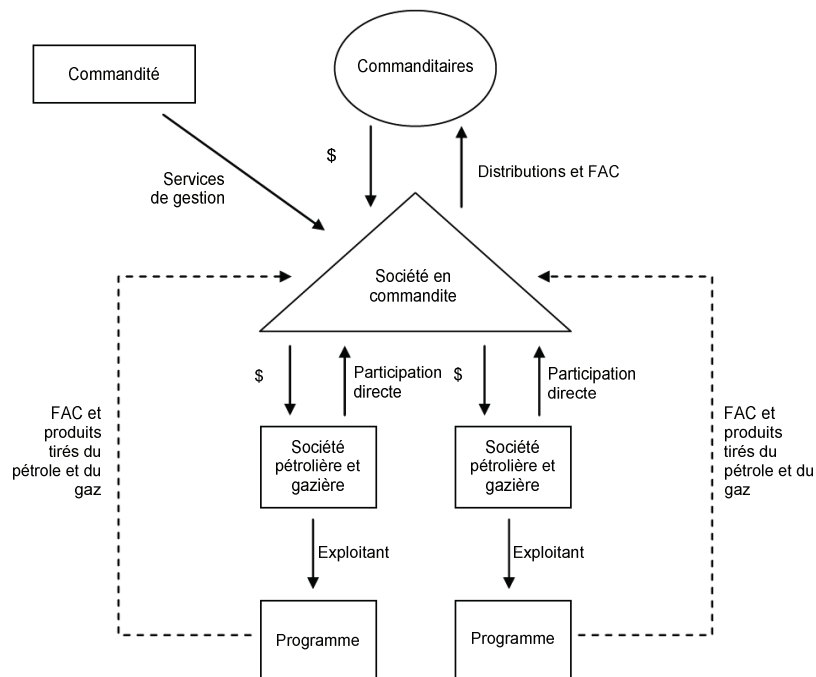 Commandité
Commanditaires
$
Distributions et FAC
Services
de gestion
Société en
commandite
$
Participation
directe
$
Participation
directe
FAC et
produits
tirés du
pétrole et du
gaz
Société
pétrolière et
gazière
Société
pétrolière et
gazière
FAC et
produits
tirés du
pétrole et du
gaz
Exploitant
Exploitant
Programme
Programme